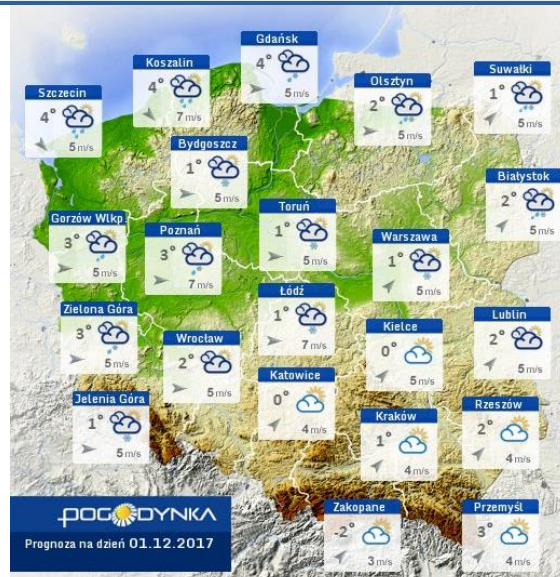 Gdańsk
4°
5 m/s
Koszalin
4°
7 m/s
Suwałki
1°
5 m/s
Olsztyn
2°
5 m/s
Szczecin
4°
5 m/s
Bydgoszcz
1°
5 m/s
Białystok
2°
5 m/s
Toruń
1°
5 m/s
Gorzów Wlkp
3°
5 m/s
Poznań
3°
7 m/s
Warszawa
1°
5 m/s
Łódź
1°
7 m/s
Zielona Góra
3°
5 m/s
Lublin
2°
5 m/s
Kielce
0°
5 m/s
Wrocław
2°
5 m/s
Katowice
0°
4 m/s
Jelenia Góra
1°
5 m/s
Rzeszów
2°
4 m/s
Kraków
1°
4 m/s
Zakopane
-2°
3 m/s
Przemyśl
3°
4 m/s
POGODYNKA
Prognoza na dzień 01.12.2017